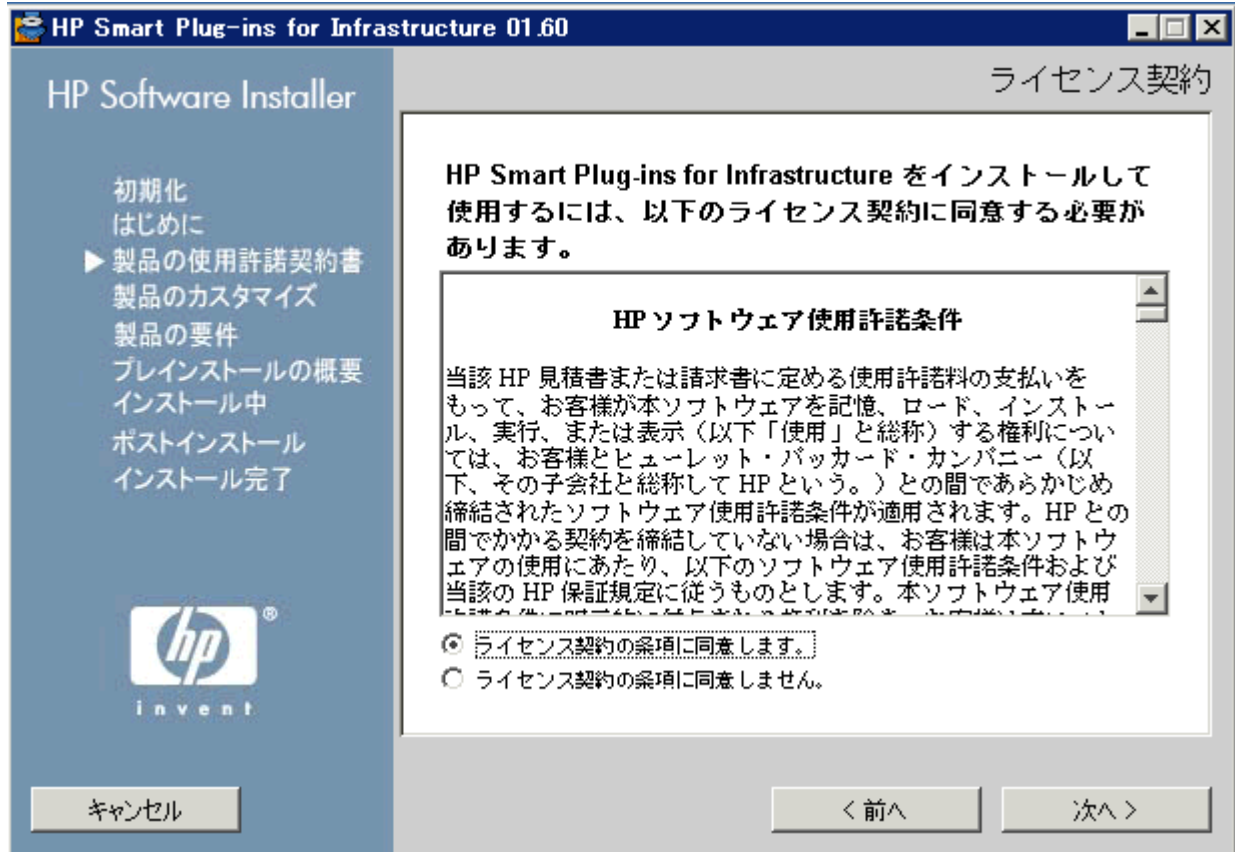 HP Smart Plug-ins for Infrastructure 01.60
HP Software Installer
初期化
はじめに
製品の使用許諾契約書
製品のカスタマイズ
製品の要件
プレインストールの概要
インストール中
ポストインストール
インストール完了
hp
®
invent
キャンセル
ライセンス契約
HP Smart Plug-ins for Infrastructure をインストールして
使用するには、以下のライセンス契約に同意する必要が
あります。
HP ソフトウェア使用許諾条件
当該 HP 見積書または請求書に定める使用許諾料の支払いを
もって、お客様が本ソフトウェアを記憶、ロード、インストー
ル、実行、または表示（以下「使用」と総称）する権利につい
ては、お客様とヒューレット・パッカード・カンパニー（以
下、その子会社と総称して HP という。）との間であらかじめ
締結されたソフトウェア使用許諾条件が適用されます。HP との
間でかかる契約を締結していない場合は、お客様は本ソフトウ
ェアの使用にあたり、以下のソフトウェア使用許諾条件および
当該の HP 保証規定に従うものとします。本ソフトウェア使用
ライセンス契約の条項に同意します。
ライセンス契約の条項に同意しません。
< 前へ
次へ >